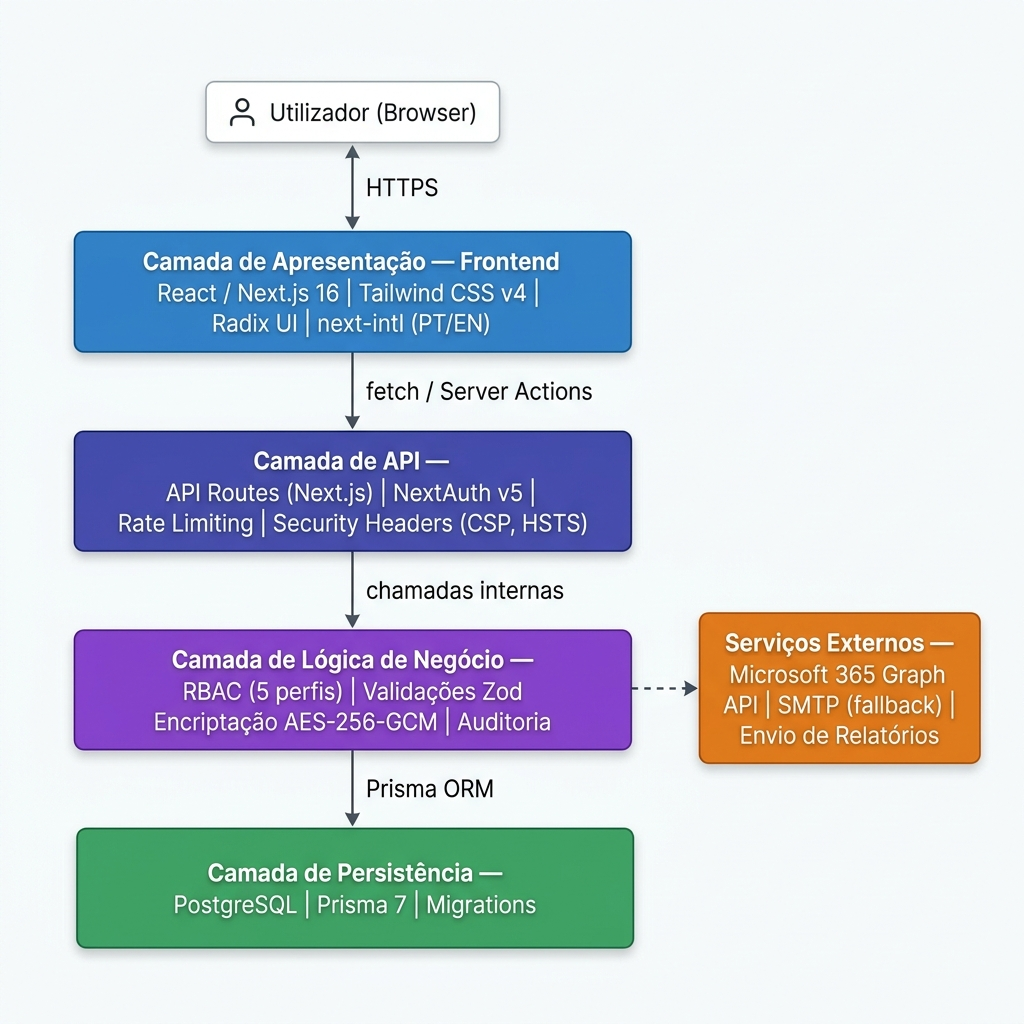 Utilizador (Browser)
HTTPS
Camada de Apresentação — Frontend
React / Next.js 16 | Tailwind CSS v4 |
Radix UI | next-intl (PT/EN)
fetch / Server Actions
Camada de API —
API Routes (Next.js) | NextAuth v5 |
Rate Limiting | Security Headers (CSP, HSTS)
chamadas internas
Camada de Lógica de Negócio —
RBAC (5 perfis) | Validações Zod
Encriptação AES-256-GCM | Auditoria
Serviços Externos —
Microsoft 365 Graph
API | SMTP (fallback) |
Envio de Relatórios
Prisma ORM
Camada de Persistência —
PostgreSQL | Prisma 7 | Migrations